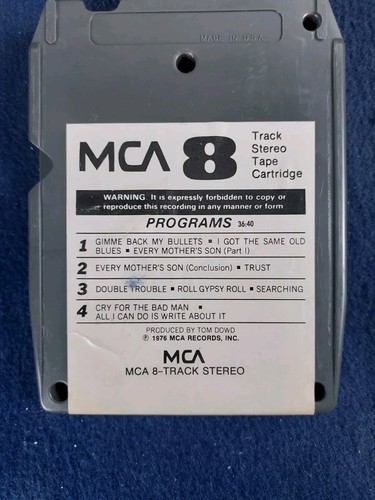 MADE IN U.S.A.
MCA 8 Track
Stereo
Tape
Cartridge
WARNING: It is expressly forbidden to copy or
reproduce this recording in any manner or form
PROGRAMS 36:40
1 GIMME BACK MY BULLETS ▪ I GOT THE SAME OLD
BLUES ▪ EVERY MOTHER'S SON (Part I)
2 EVERY MOTHER'S SON (Conclusion) ▪ TRUST
3 DOUBLE TROUBLE ▪ ROLL GYPSY ROLL ▪ SEARCHING
4 CRY FOR THE BAD MAN ▪
ALL I CAN DO IS WRITE ABOUT IT
PRODUCED BY TOM DOWD
℗ 1976 MCA RECORDS, INC.
MCA
MCA 8-TRACK STEREO